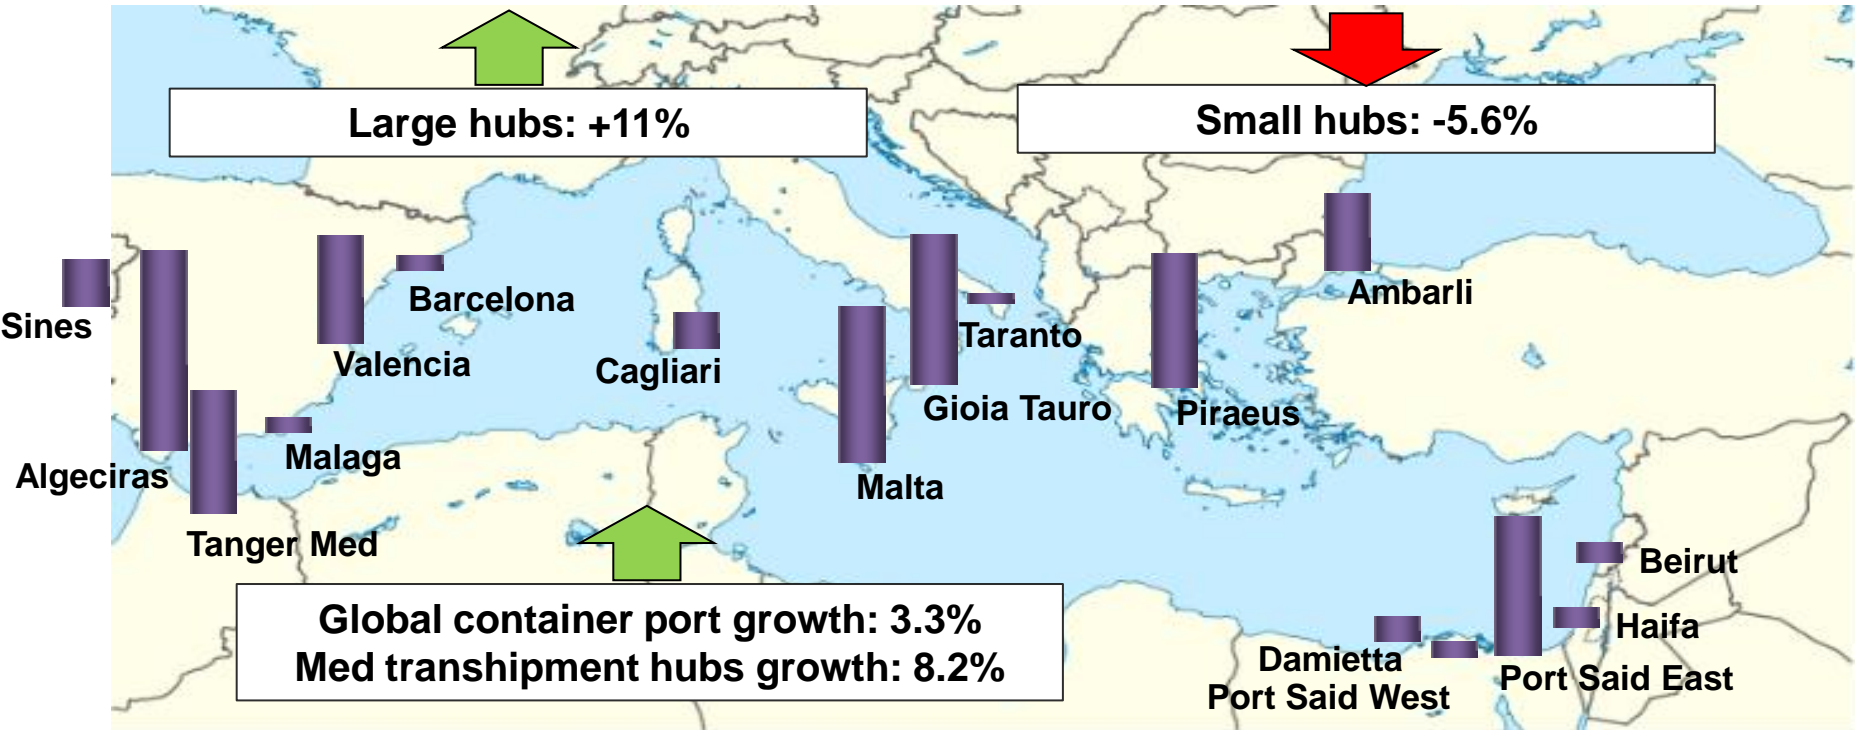 Large hubs: +11%
Small hubs: -5.6%
Sines
Barcelona
Valencia
Cagliari
Taranto
Ambarli
Gioia Tauro
Piraeus
Algeciras
Malaga
Malta
Tanger Med
Beirut
Haifa
Damietta
Port Said West
Port Said East
Global container port growth: 3.3%
Med transhipment hubs growth: 8.2%